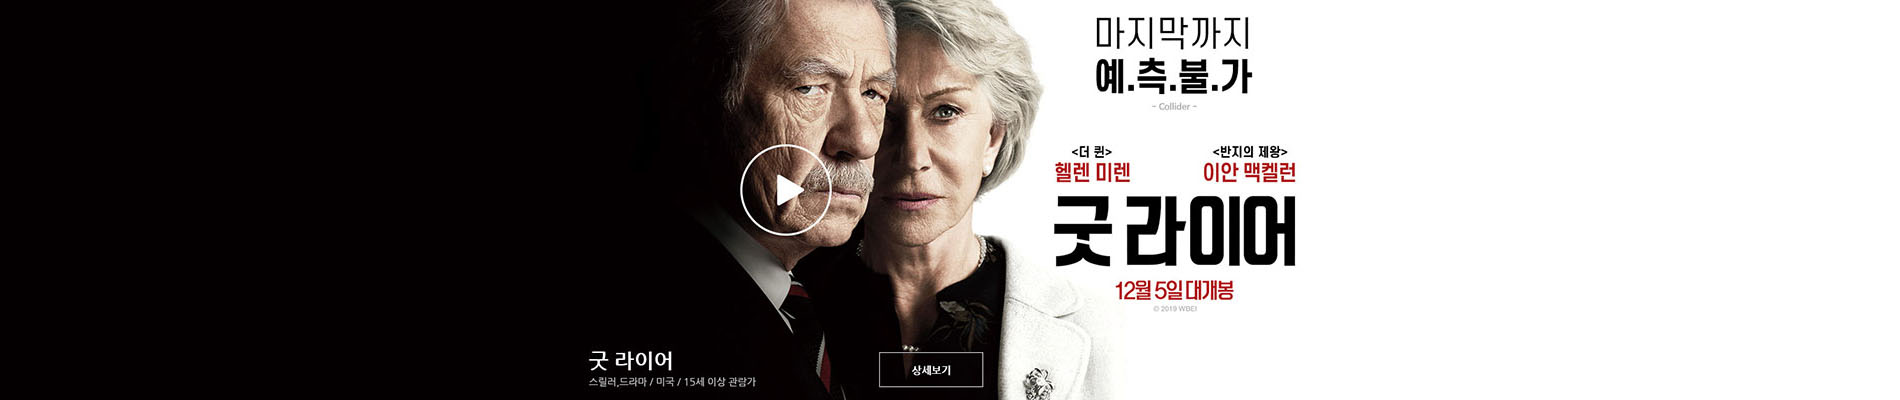 마지막까지
예.측.불.가
- Collider -
<더 퀸> <반지의 제왕>
헬렌 미렌 이안 맥켈런
굿 라이어
12월 5일 대개봉
© 2019 WBEI
굿 라이어
스릴러,드라마 / 미국 / 15세 이상 관람가
상세보기